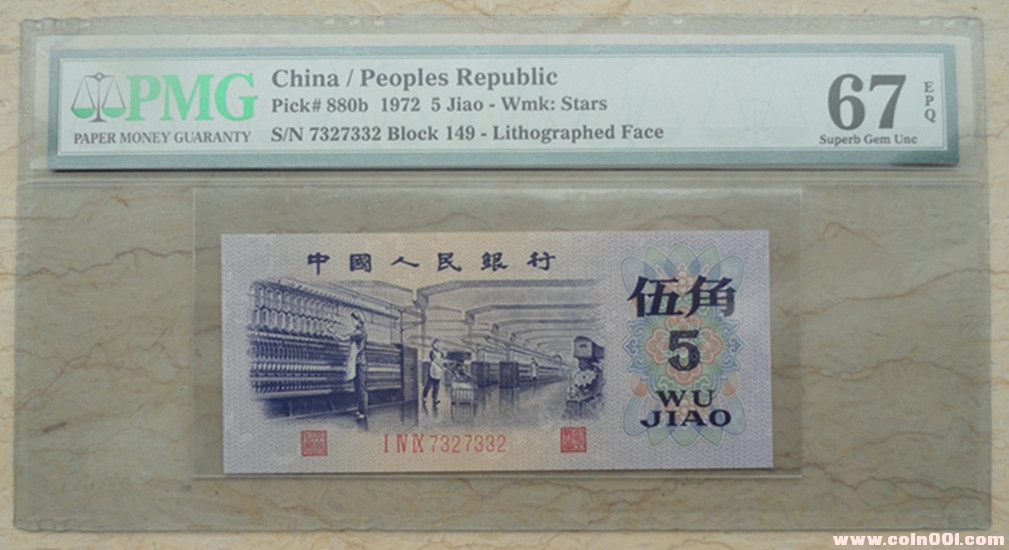 PMG
PAPER MONEY GUARANTY
China / Peoples Republic
Pick# 880b 1972 5 Jiao - Wmk: Stars
S/N 7327332 Block 149 - Lithographed Face
67
EPQ
Superb Gem Unc
中國人民銀行
伍角
5
WU
JIAO
I IV IX 7327332
www.coin001.com